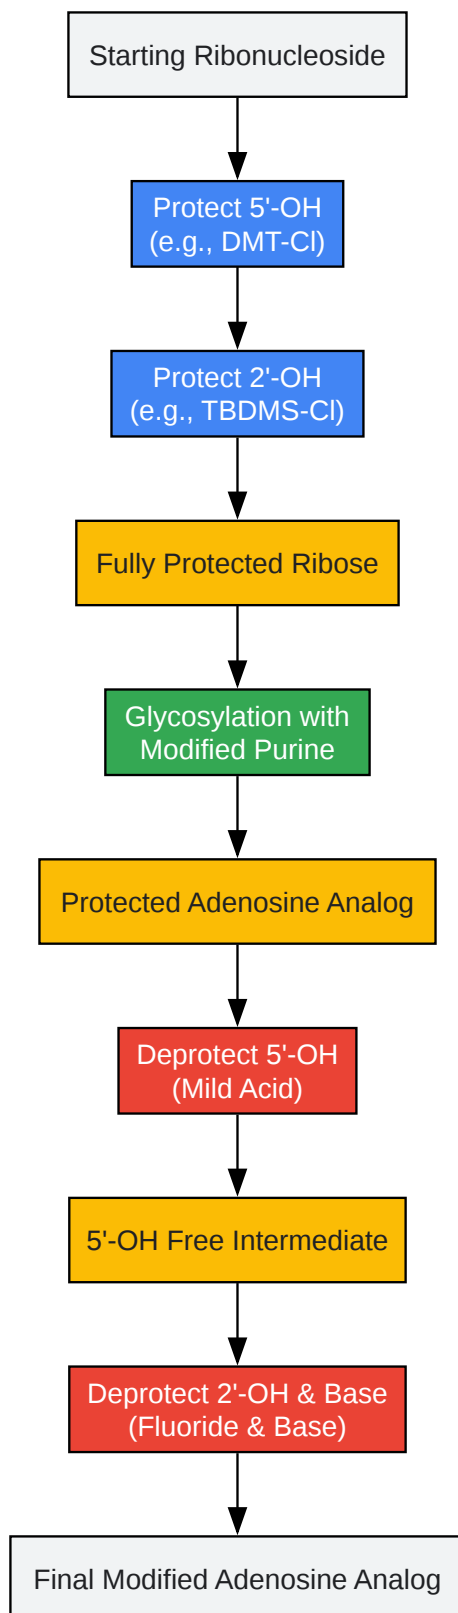 Starting Ribonucleoside
Protect 5'-OH
(e.g., DMT-Cl)
Protect 2'-OH
(e.g., TBDMS-Cl)
Fully Protected Ribose
Glycosylation with
Modified Purine
Protected Adenosine Analog
Deprotect 5'-OH
(Mild Acid)
5'-OH Free Intermediate
Deprotect 2'-OH & Base
(Fluoride & Base)
Final Modified Adenosine Analog